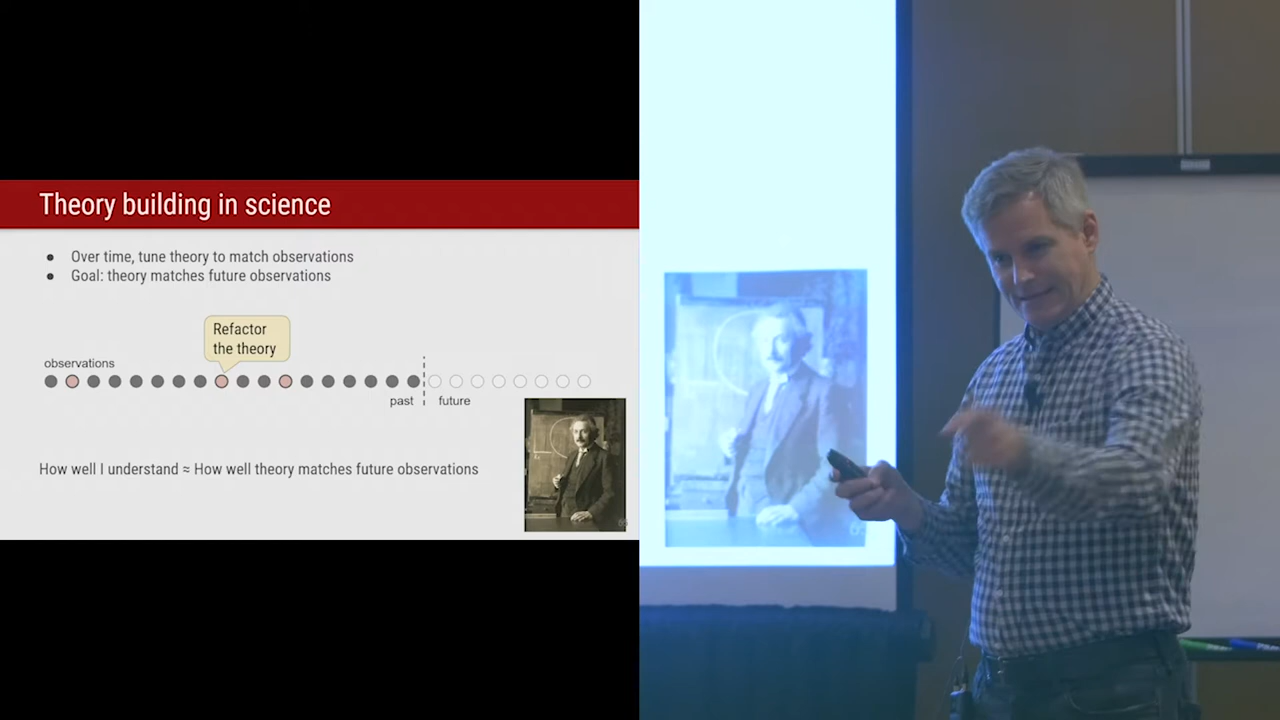 Theory building in science
Over time, tune theory to match observations
Goal: theory matches future observations
Refactor
the theory
observations
past
future
How well I understand ≈ How well theory matches future observations